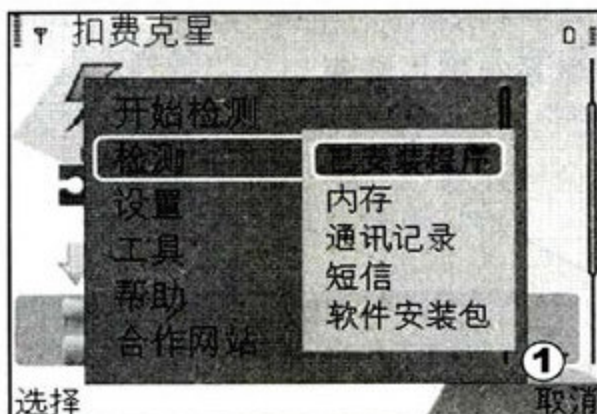 扣费克星
开始检测
检测
设置
工具
帮助
合作网站
已安装程序
内存
通讯记录
短信
软件安装包
①
选择
取消